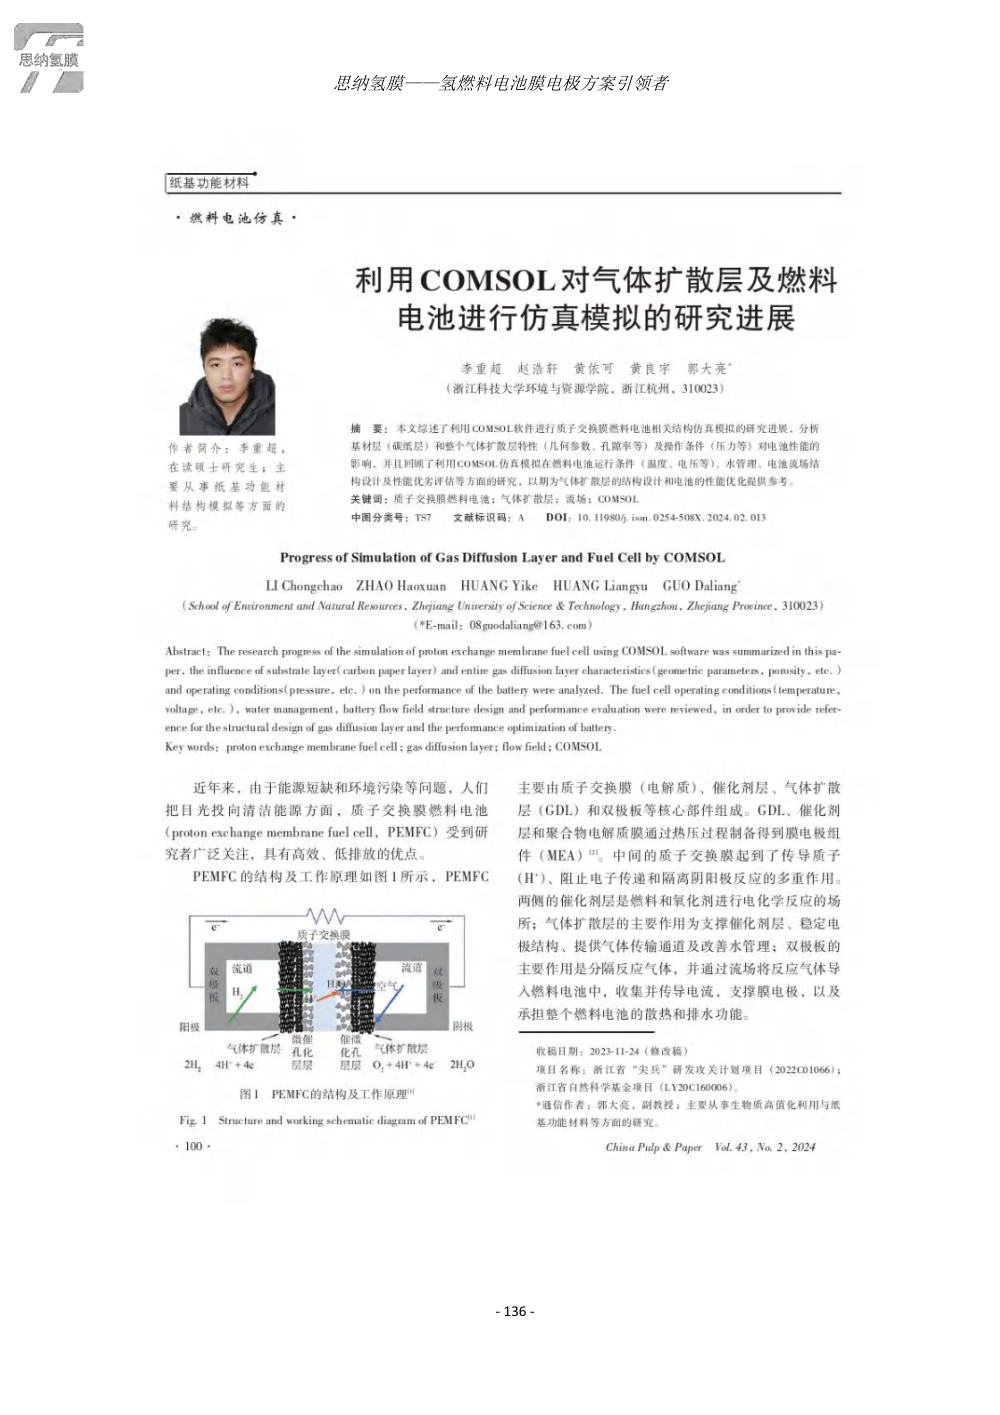 思纳氢膜
思纳氢膜——氢燃料电池膜电极方案引领者
纸基功能材料
·燃料电池仿真·
利用COMSOL对气体扩散层及燃料
电池进行仿真模拟的研究进展
李重超 赵浩轩 黄依可 黄良宇 郭大亮*
(浙江科技大学环境与资源学院,浙江杭州,310023)
作者简介:李重超,
在读硕士研究生;主
要从事纸基功能材
料结构模拟等方面的
研究。
摘 要:本文综述了利用COMSOL软件进行质子交换膜燃料电池相关结构仿真模拟的研究进展,分析
基材层(碳纸层)和整个气体扩散层特性(几何参数、孔隙率等)及操作条件(压力等)对电池性能的
影响,并且回顾了利用COMSOL仿真模拟在燃料电池运行条件(温度、电压等)、水管理、电池流场结
构设计及性能优劣评估等方面的研究,以期为气体扩散层的结构设计和电池的性能优化提供参考。
关键词:质子交换膜燃料电池;气体扩散层;流场;COMSOL
中图分类号:TS7 文献标识码:A DOI:10.11980/j.issn.0254-508X.2024.02.013
Progress of Simulation of Gas Diffusion Layer and Fuel Cell by COMSOL
LI Chongchao ZHAO Haoxuan HUANG Yike HUANG Liangyu GUO Daliang*
(School of Environment and Natural Resources, Zhejiang University of Science & Technology, Hangzhou, Zhejiang Province, 310023)
(*E-mail: 08guodaliang@163.com)
Abstract: The research progress of the simulation of proton exchange membrane fuel cell using COMSOL software was summarized in this pa-
per, the influence of substrate layer(carbon paper layer) and entire gas diffusion layer characteristics(geometric parameters, porosity, etc.)
and operating conditions(pressure, etc.) on the performance of the battery were analyzed. The fuel cell operating conditions(temperature,
voltage, etc.), water management, battery flow field structure design and performance evaluation were reviewed, in order to provide refer-
ence for the structural design of gas diffusion layer and the performance optimization of battery.
Key words: proton exchange membrane fuel cell; gas diffusion layer; flow field; COMSOL
近年来,由于能源短缺和环境污染等问题,人们
把目光投向清洁能源方面,质子交换膜燃料电池
(proton exchange membrane fuel cell, PEMFC)受到研
究者广泛关注,具有高效、低排放的优点。
PEMFC的结构及工作原理如图1所示,PEMFC
e⁻ e⁻
质子交换膜
双极板 流道 H₂ 空气 流道 双极板
阳极 阴极
气体扩散层 微孔层 催化层 催化层 微孔层 气体扩散层
2H₂ 4H⁺+4e⁻ O₂+4H⁺+4e⁻ 2H₂O
图1 PEMFC的结构及工作原理[1]
Fig. 1 Structure and working schematic diagram of PEMFC[1]
主要由质子交换膜(电解质)、催化剂层、气体扩散
层(GDL)和双极板等核心部件组成。GDL、催化剂
层和聚合物电解质膜通过热压过程制备得到膜电极组
件(MEA)[2]。中间的质子交换膜起到了传导质子
(H⁺)、阻止电子传递和隔离阴阳极反应的多重作用。
两侧的催化剂层是燃料和氧化剂进行电化学反应的场
所;气体扩散层的主要作用为支撑催化剂层、稳定电
极结构、提供气体传输通道及改善水管理;双极板的
主要作用是分隔反应气体,并通过流场将反应气体导
入燃料电池中,收集并传导电流,支撑膜电极,以及
承担整个燃料电池的散热和排水功能。
收稿日期:2023-11-24(修改稿)
项目名称:浙江省“尖兵”研发攻关计划项目(2022C01066);
浙江省自然科学基金项目(LY20C160006)。
*通信作者:郭大亮,副教授;主要从事生物质高值化利用与纸
基功能材料等方面的研究。
·100·
China Pulp & Paper Vol. 43, No. 2, 2024
- 136 -